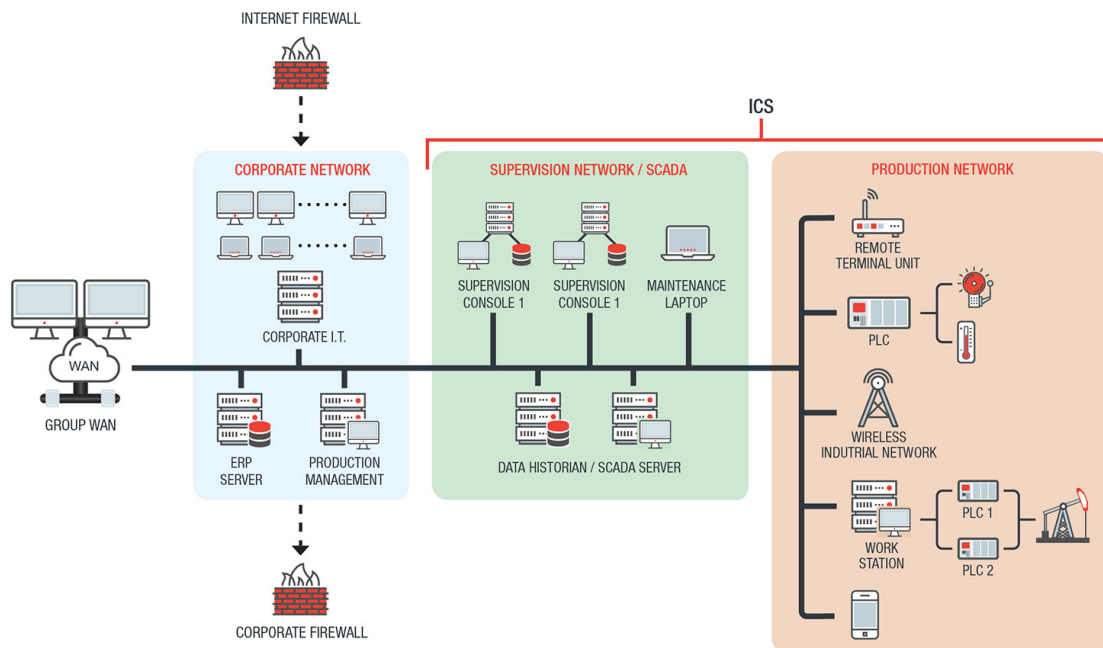 INTERNET FIREWALL
ICS
CORPORATE NETWORK
SUPERVISION NETWORK / SCADA
PRODUCTION NETWORK
REMOTE
TERMINAL UNIT
SUPERVISION
CONSOLE 1
SUPERVISION
CONSOLE 1
MAINTENANCE
LAPTOP
CORPORATE I.T.
PLC
WAN
GROUP WAN
ERP
SERVER
PRODUCTION
MANAGEMENT
DATA HISTORIAN / SCADA SERVER
WIRELESS
INDUTRIAL NETWORK
WORK
STATION
PLC 1
PLC 2
CORPORATE FIREWALL